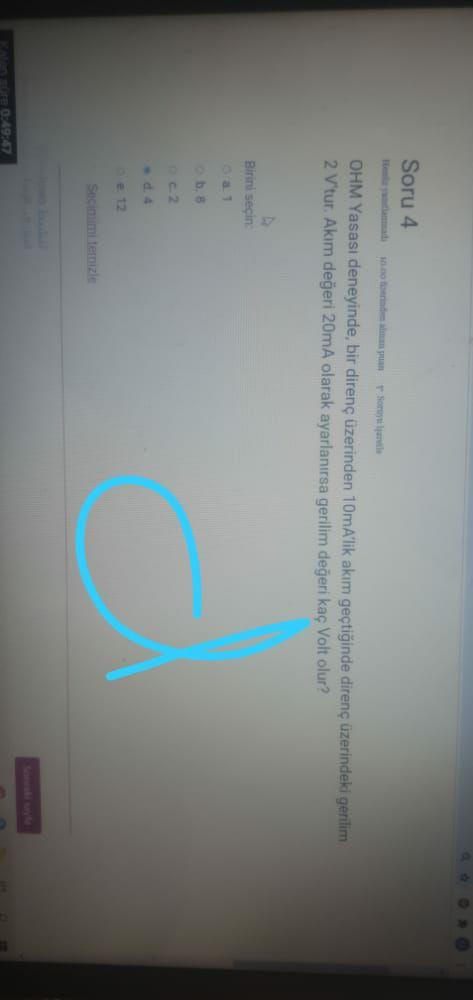 Soru 4
Henüz yanıtlanmadı 10.00 üzerinden alınan puan Soruyu işaretle
OHM Yasası deneyinde, bir direnç üzerinden 10mA'lik akım geçtiğinde direnç üzerindeki gerilim
2 V'tur. Akım değeri 20mA olarak ayarlanırsa gerilim değeri kaç Volt olur?
d
Birini seçin:
a. 1
b. 8
c. 2
d. 4
e. 12
Seçimimi temizle
Sonraki sayfa
Kalan süre 0:49:47